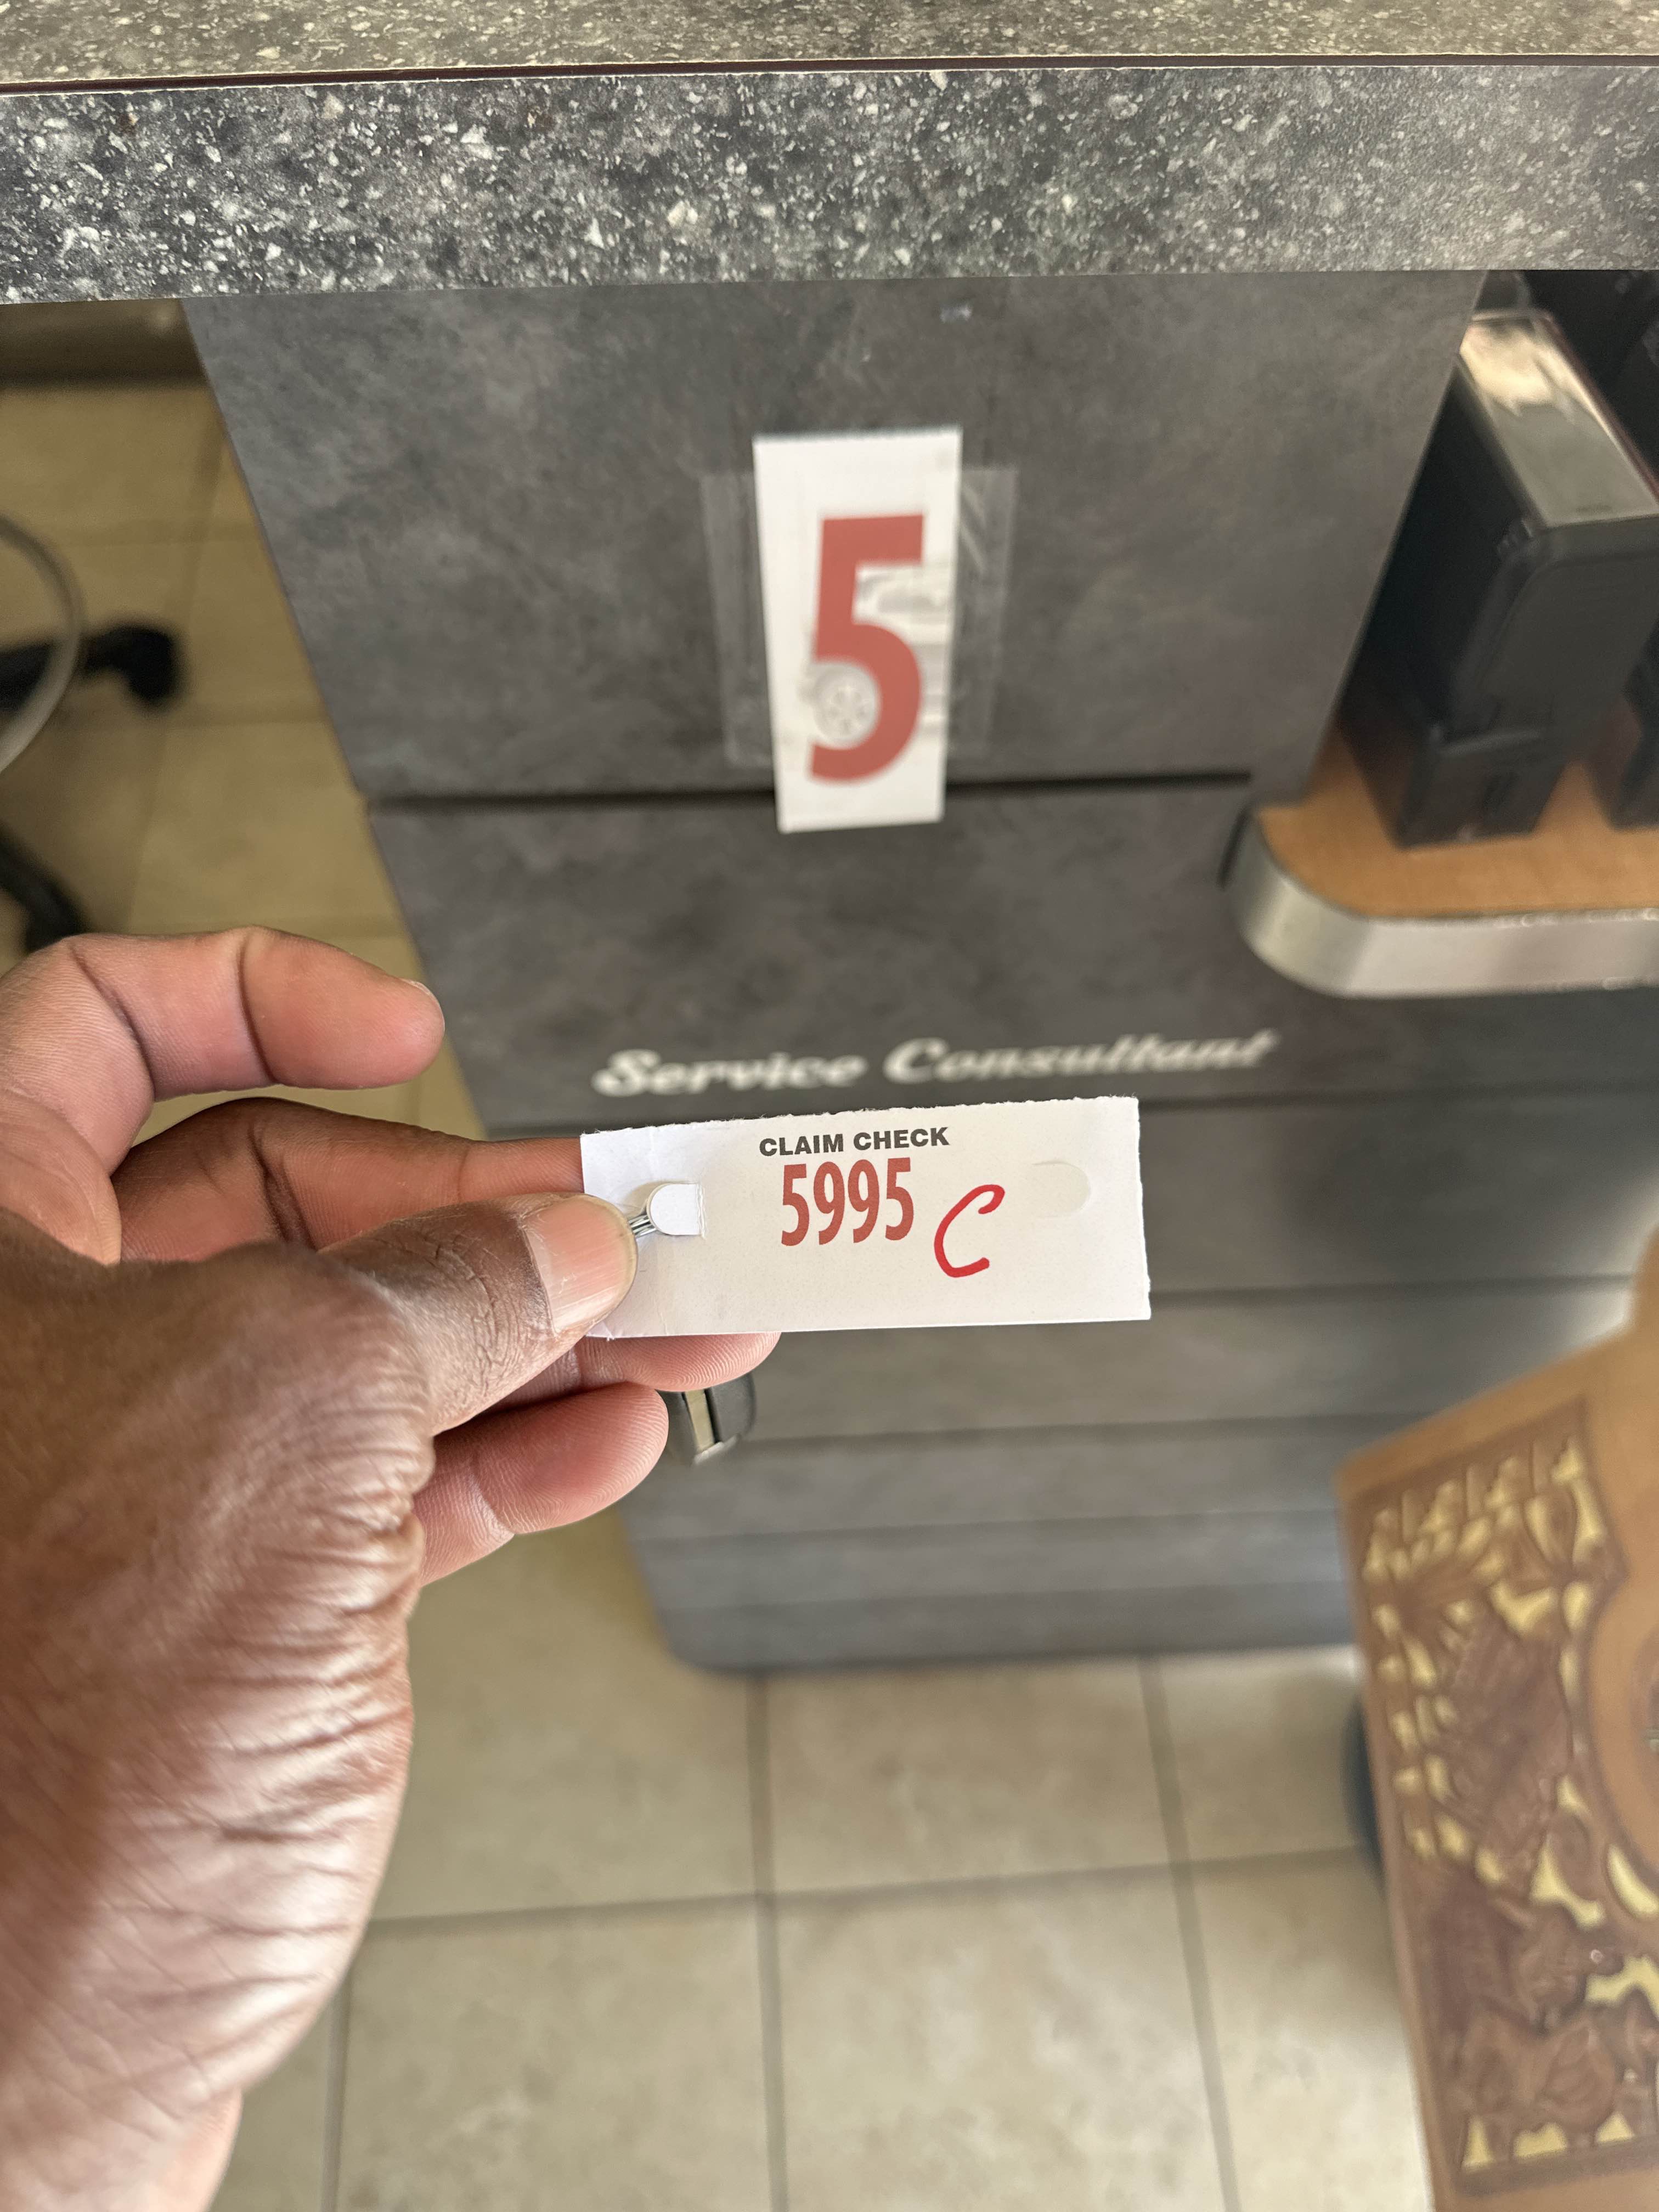 5
Service Consultant
CLAIM CHECK
5995 C